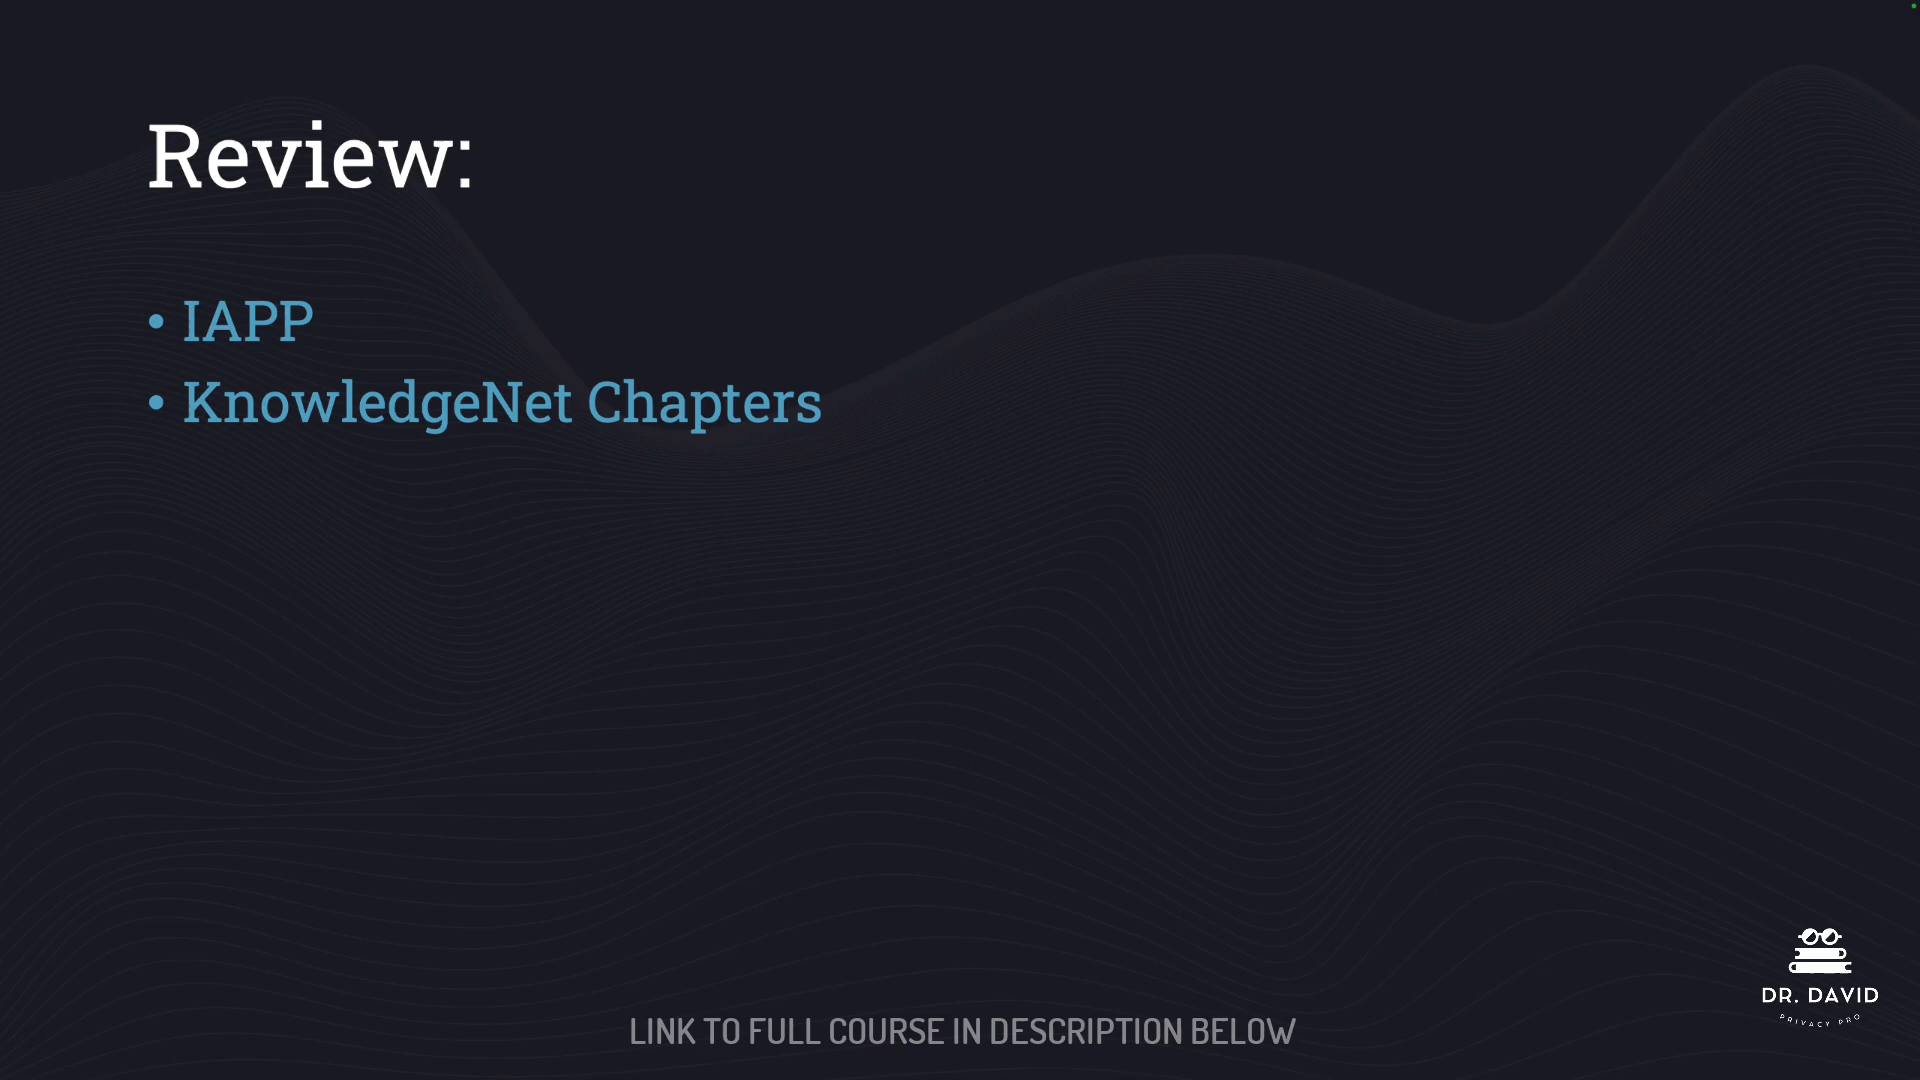 Review:
• IAPP
• KnowledgeNet Chapters
DR. DAVID
PRIVACY PRO
LINK TO FULL COURSE IN DESCRIPTION BELOW